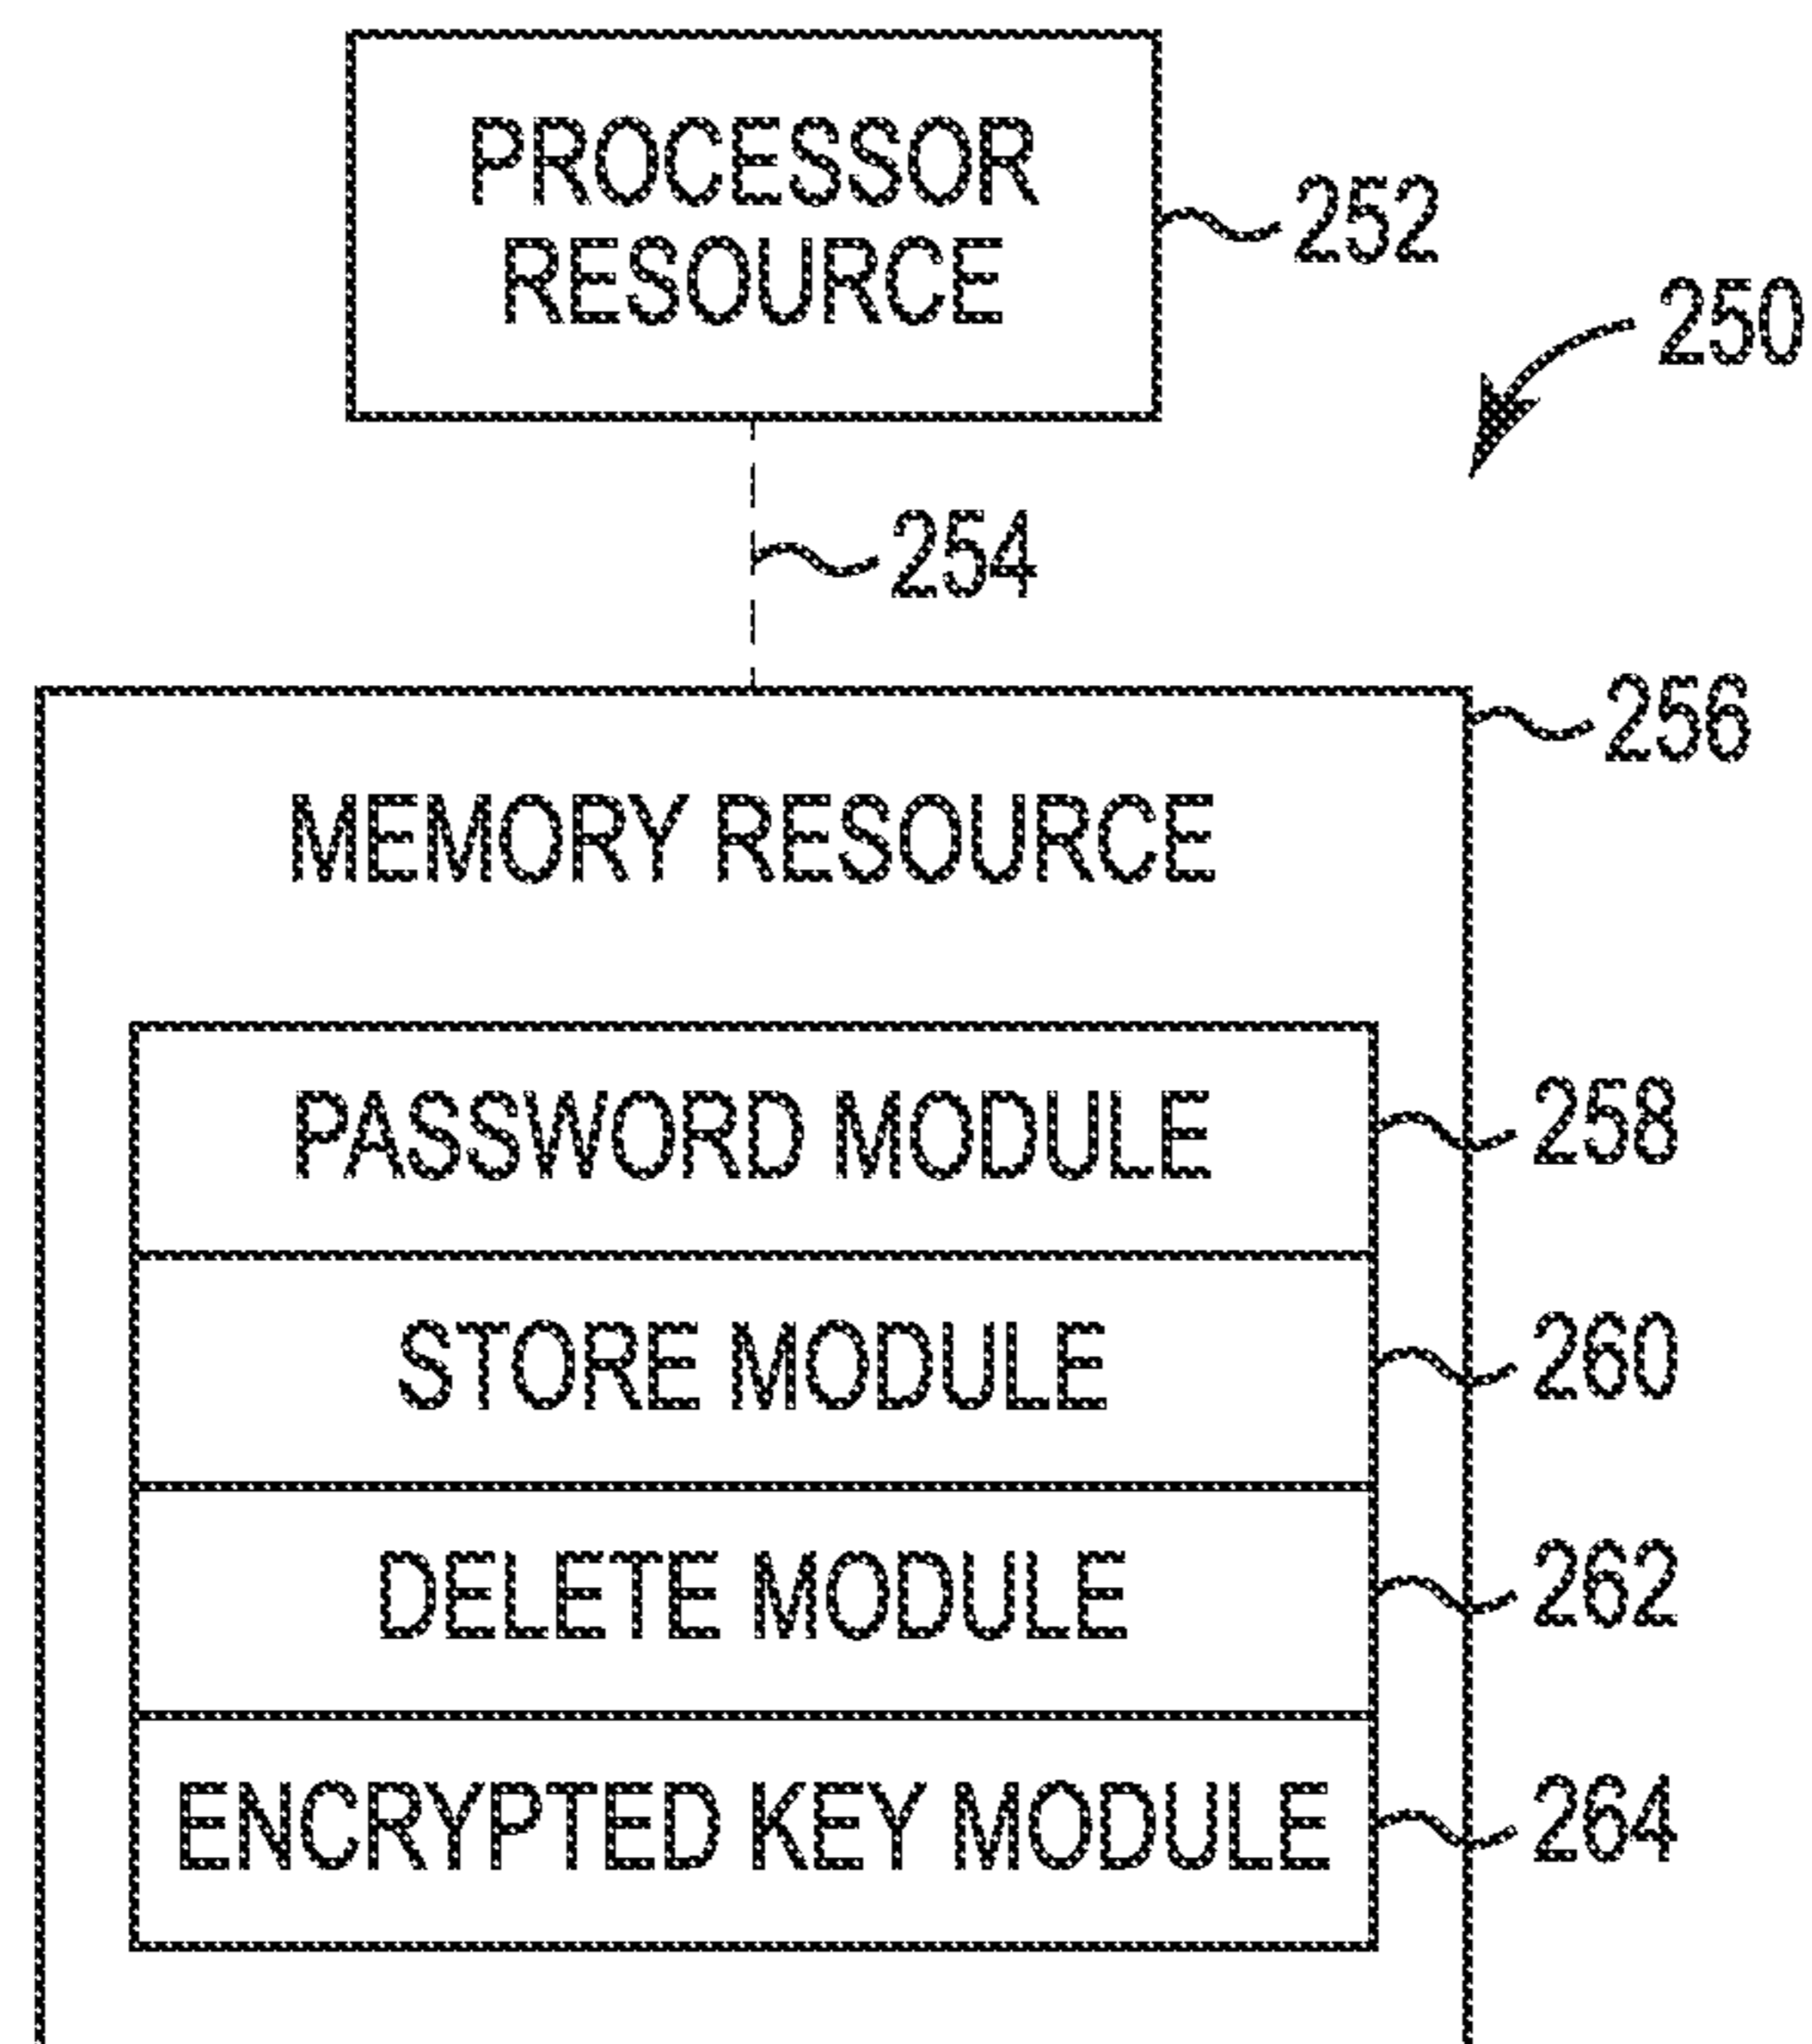 PROCESSOR
RESOURCE
252
250
254
256
MEMORY RESOURCE
PASSWORD MODULE
258
STORE MODULE
260
DELETE MODULE
262
ENCRYPTED KEY MODULE
264